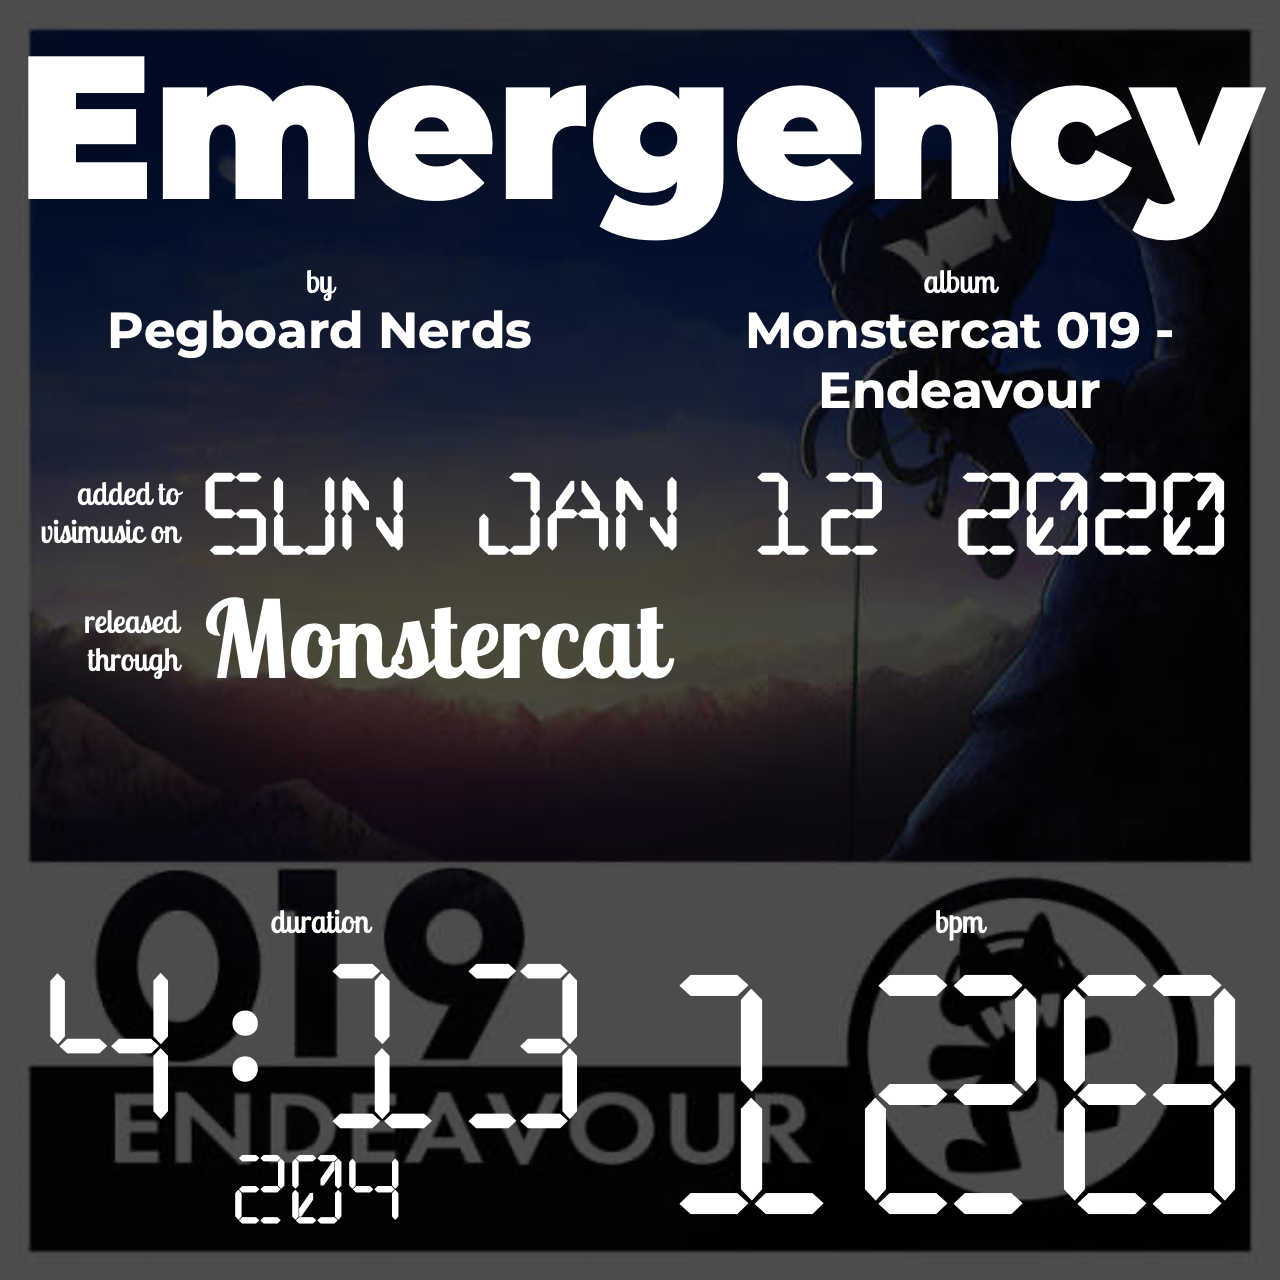 Emergency
by
Pegboard Nerds
album
Monstercat 019 -
Endeavour
added to
visimusic on
SUN JAN 12 2020
released
through
Monstercat
019
duration
4:13
bpm
128
ENDEAVOUR
204